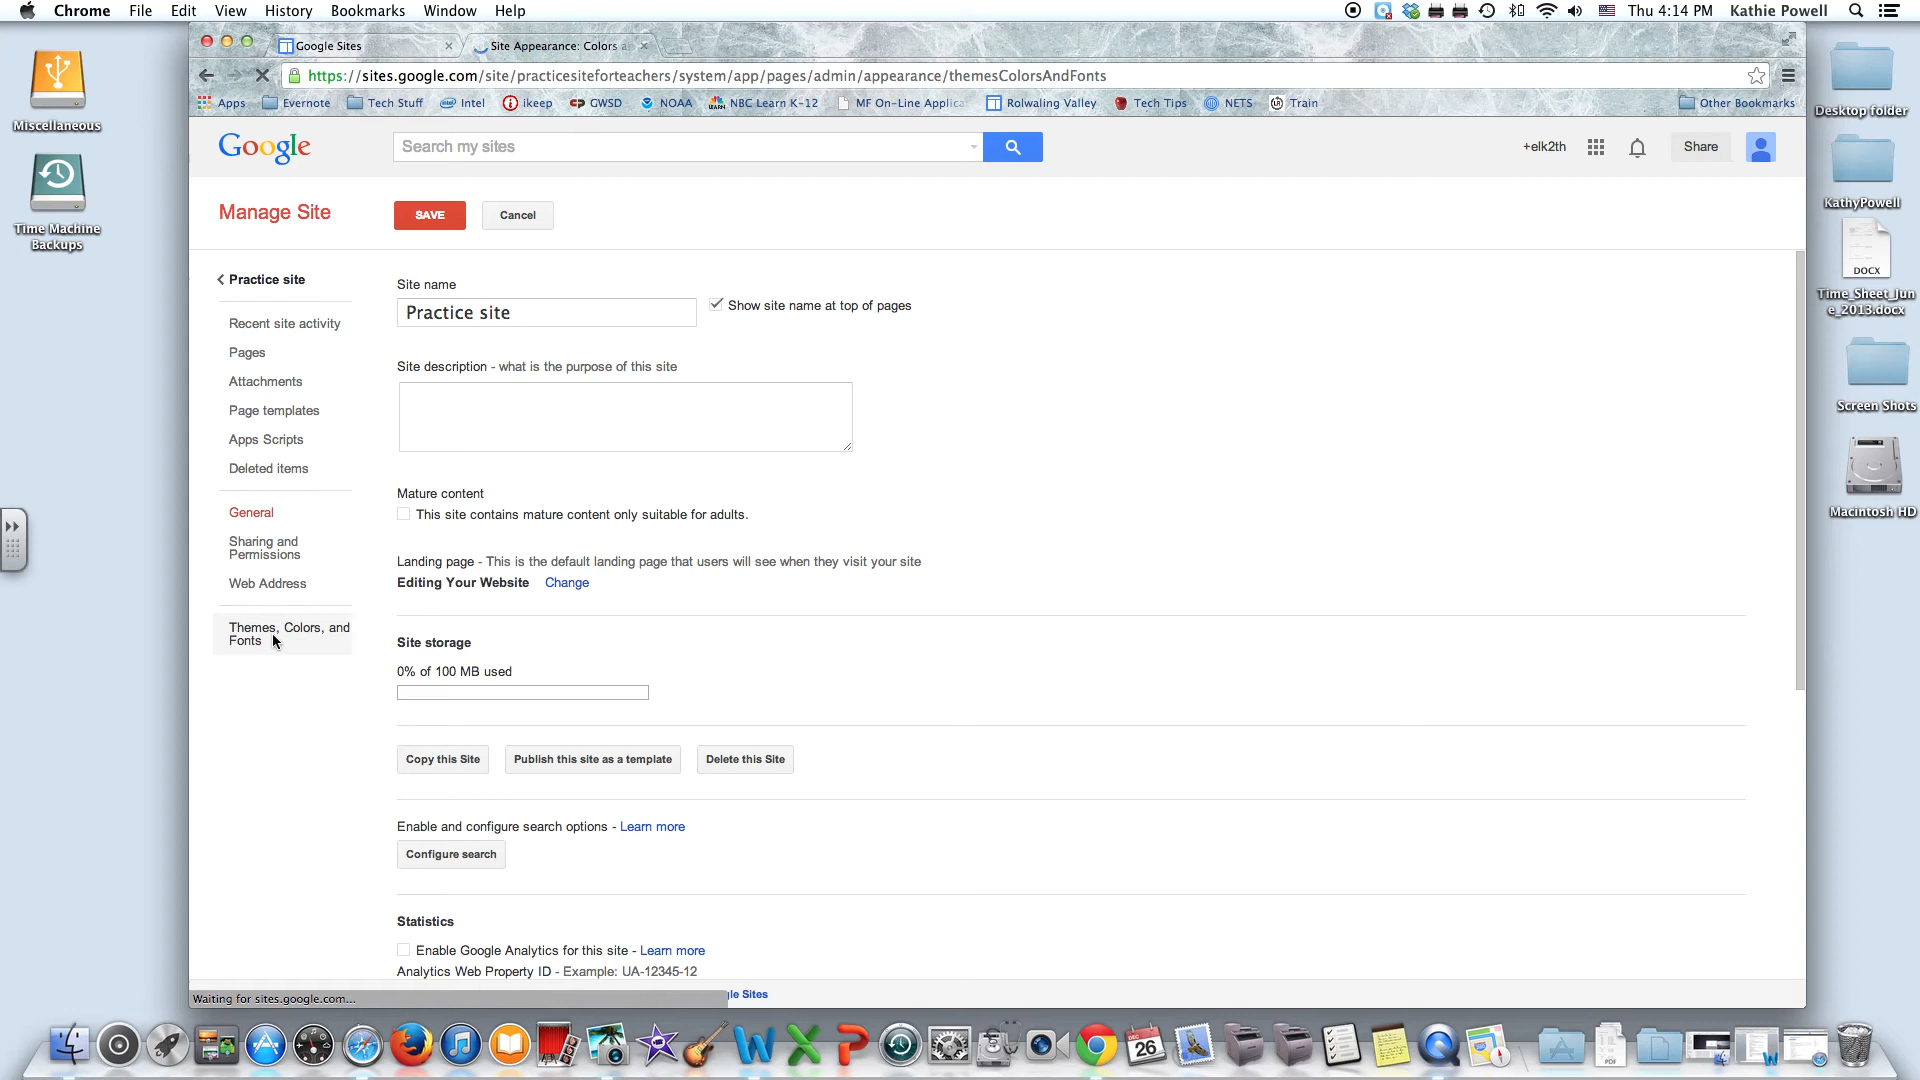 Chrome File Edit View History Bookmarks Window Help Thu 4:14 PM Kathie Powell
Google Sites Site Appearance: Colors
https://sites.google.com/site/practicesiteforteachers/system/app/pages/admin/appearance/themesColorsAndFonts
Apps Evernote Tech Stuff Intel ikeep GWSD NOAA NBC Learn K-12 MF On-Line Applica Rolwaling Valley Tech Tips NETS Train Other Bookmarks
Miscellaneous
Time Machine
Backups
Desktop folder
KathyPowell
DOCX
Time_Sheet_Jun
e_2013.docx
Screen Shots
Macintosh HD
Google Search my sites +elk2th Share
Manage Site SAVE Cancel
Practice site
Recent site activity
Pages
Attachments
Page templates
Apps Scripts
Deleted items
General
Sharing and
Permissions
Web Address
Themes, Colors, and
Fonts
Site name
Practice site Show site name at top of pages
Site description - what is the purpose of this site
Mature content
This site contains mature content only suitable for adults.
Landing page - This is the default landing page that users will see when they visit your site
Editing Your Website Change
Site storage
0% of 100 MB used
Copy this Site Publish this site as a template Delete this Site
Enable and configure search options - Learn more
Configure search
Statistics
Enable Google Analytics for this site - Learn more
Analytics Web Property ID - Example: UA-12345-12
Waiting for sites.google.com... gle Sites
DEC
26
PDF